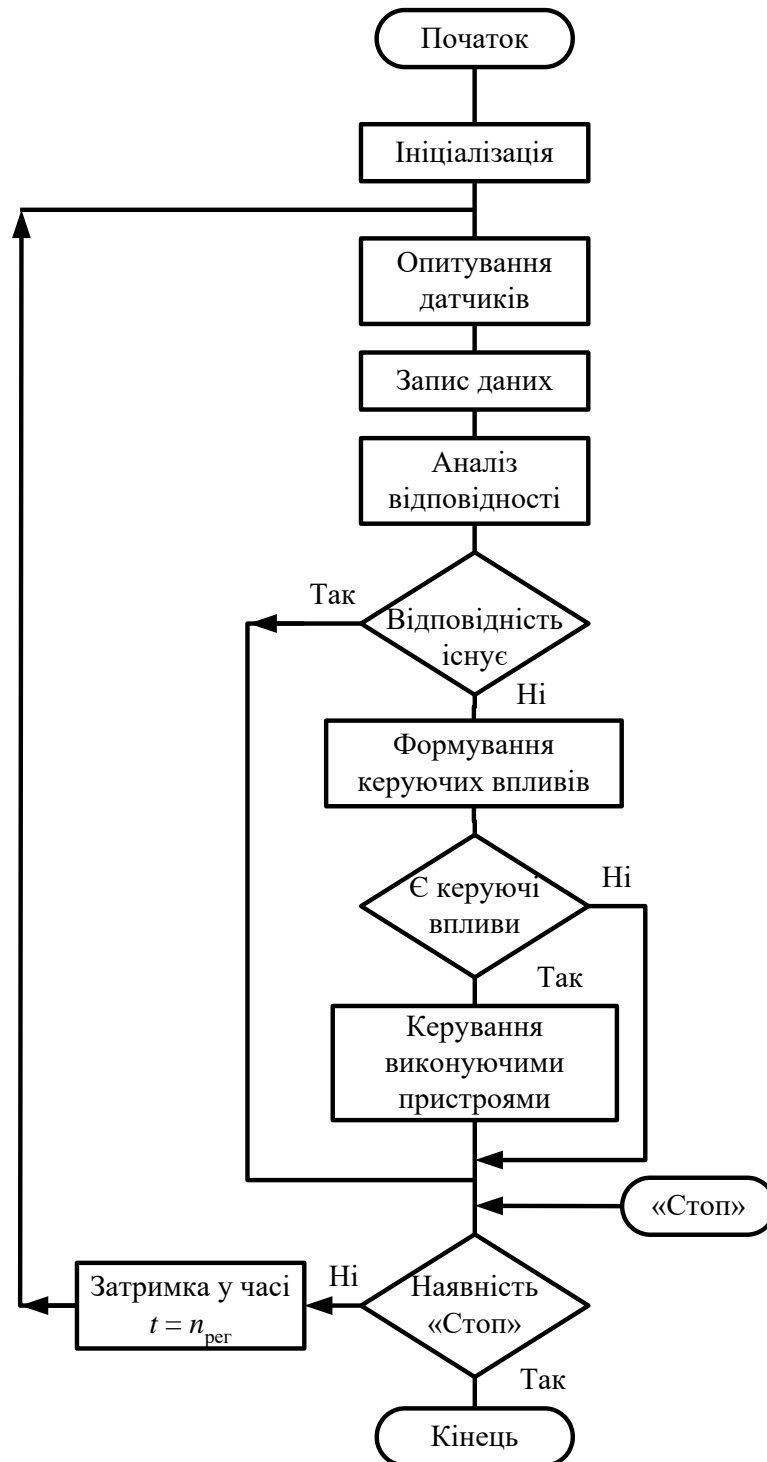 Початок
Ініціалізація
Опитування
датчиків
Запис даних
Аналіз
відповідності
Так
Відповідність
існує
Ні
Формування
керуючих впливів
Є керуючі
впливи
Ні
Так
Керування
виконуючими
пристроями
«Стоп»
Затримка у часі
t = nрег
Ні
Наявність
«Стоп»
Так
Кінець